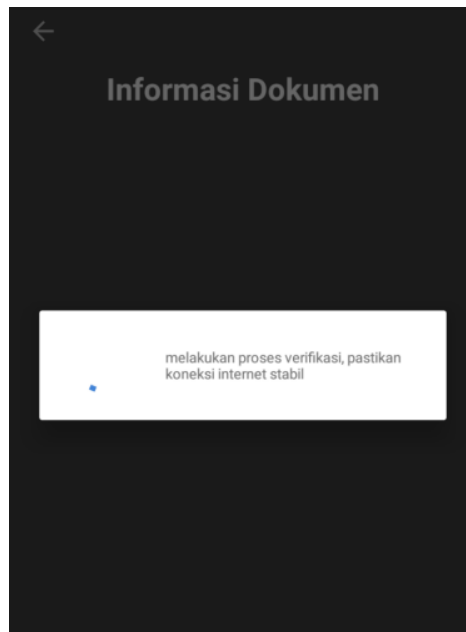 Informasi Dokumen
melakukan proses verifikasi, pastikan
koneksi internet stabil